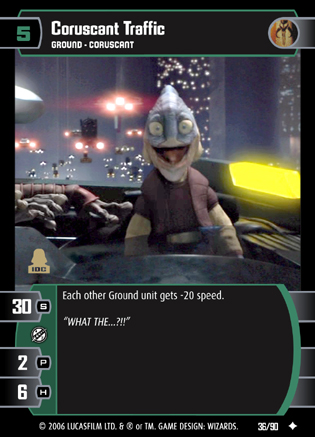 5
Coruscant Traffic
GROUND • CORUSCANT
IDC
30 S
Each other Ground unit gets -20 speed.
"WHAT THE...?!!"
2 P
6 H
© 2006 LUCASFILM LTD. & ® or TM. GAME DESIGN: WIZARDS. 36/90